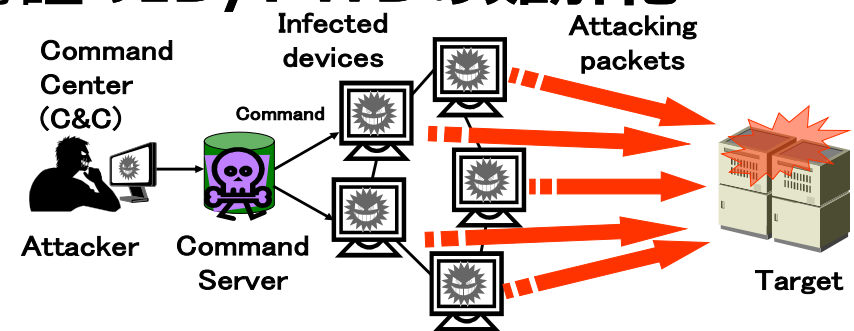 Infected
devices
Attacking
packets
Command
Center
(C&C)
Command
Attacker
Command
Server
Target